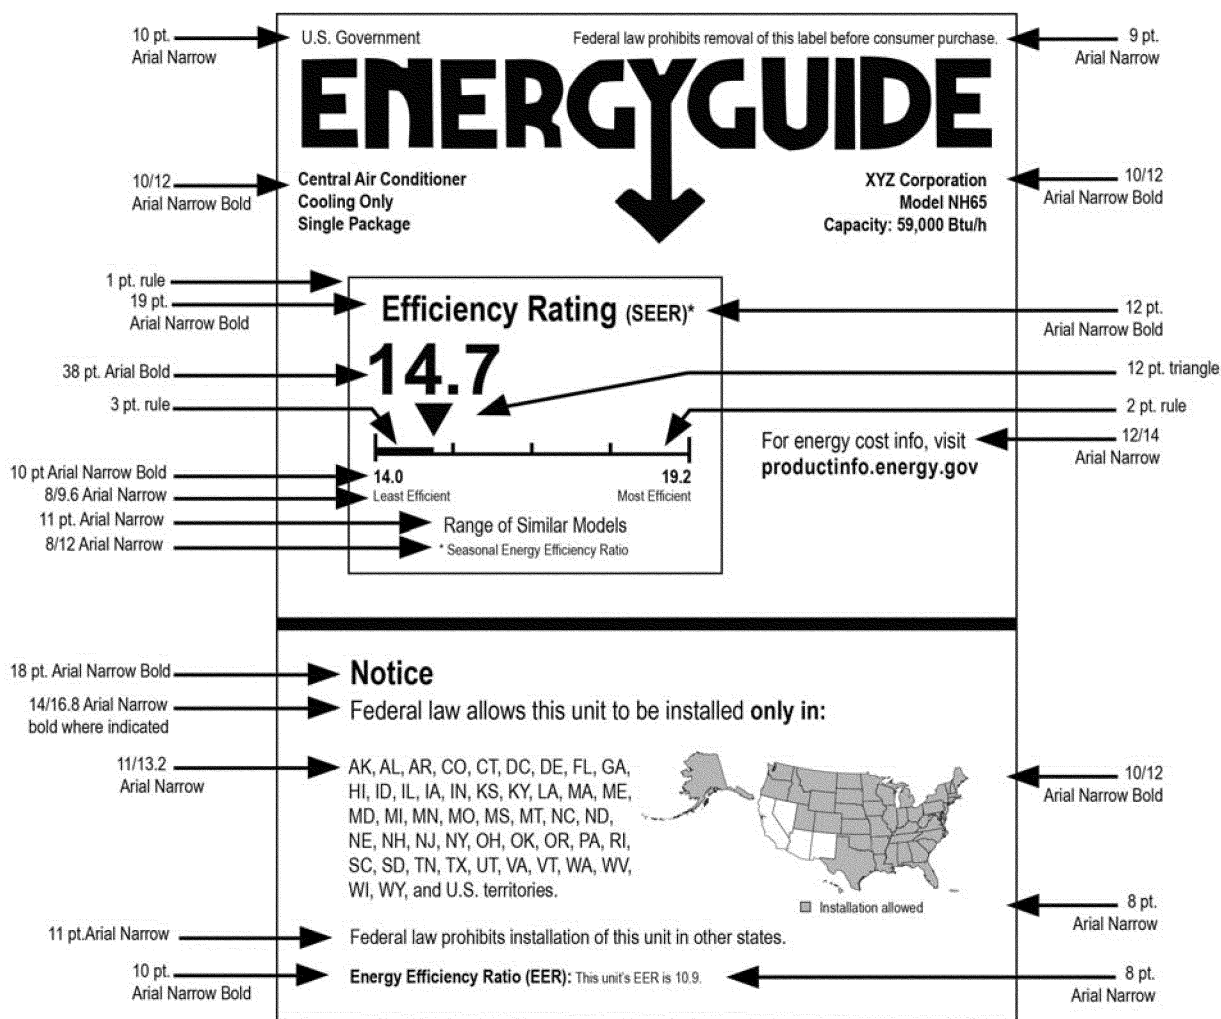 10 pt.
Arial Narrow
U.S. Government
Federal law prohibits removal of this label before consumer purchase.
9 pt.
Arial Narrow
ENERGYGUIDE
10/12
Arial Narrow Bold
Central Air Conditioner
Cooling Only
Single Package
XYZ Corporation
Model NH65
Capacity: 59,000 Btu/h
10/12
Arial Narrow Bold
1 pt. rule
19 pt.
Arial Narrow Bold
Efficiency Rating (SEER)*
12 pt.
Arial Narrow Bold
38 pt. Arial Bold
14.7
12 pt. triangle
3 pt. rule
2 pt. rule
For energy cost info, visit
productinfo.energy.gov
12/14
Arial Narrow
10 pt Arial Narrow Bold
14.0
19.2
8/9.6 Arial Narrow
Least Efficient
Most Efficient
11 pt. Arial Narrow
Range of Similar Models
8/12 Arial Narrow
* Seasonal Energy Efficiency Ratio
18 pt. Arial Narrow Bold
Notice
14/16.8 Arial Narrow
bold where indicated
Federal law allows this unit to be installed only in:
11/13.2
Arial Narrow
AK, AL, AR, CO, CT, DC, DE, FL, GA,
HI, ID, IL, IA, IN, KS, KY, LA, MA, ME,
MD, MI, MN, MO, MS, MT, NC, ND,
NE, NH, NJ, NY, OH, OK, OR, PA, RI,
SC, SD, TN, TX, UT, VA, VT, WA, WV,
WI, WY, and U.S. territories.
10/12
Arial Narrow Bold
Installation allowed
8 pt.
Arial Narrow
11 pt.Arial Narrow
Federal law prohibits installation of this unit in other states.
10 pt.
Arial Narrow Bold
Energy Efficiency Ratio (EER): This unit's EER is 10.9.
8 pt.
Arial Narrow